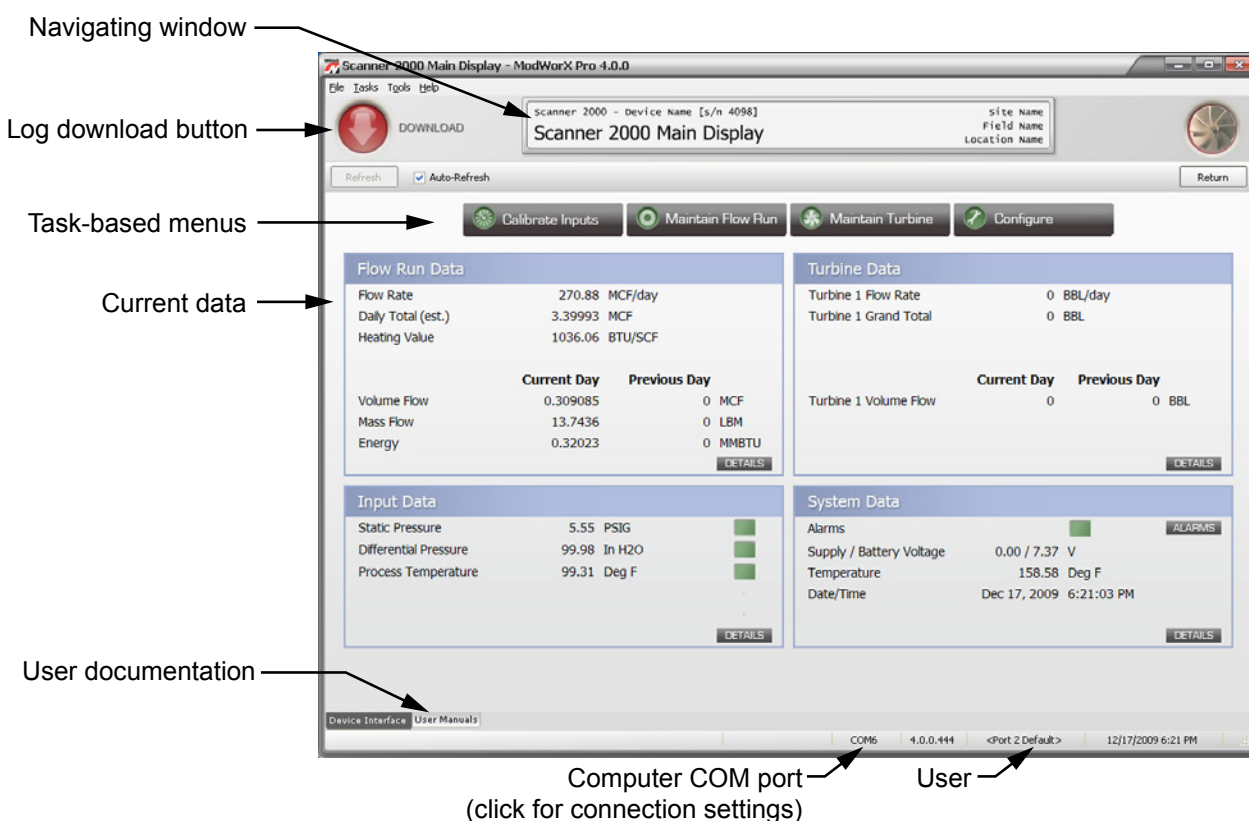 Navigating window
Scanner 2000 Main Display - ModWorX Pro 4.0.0
File Tasks Tools Help
Log download button
DOWNLOAD
Scanner 2000 - Device Name [s/n 4098]
Scanner 2000 Main Display
Site Name
Field Name
Location Name
Refresh
Auto-Refresh
Return
Task-based menus
Calibrate Inputs
Maintain Flow Run
Maintain Turbine
Configure
Current data
Flow Run Data
Flow Rate 270.88 MCF/day
Daily Total (est.) 3.39993 MCF
Heating Value 1036.06 BTU/SCF
Current Day Previous Day
Volume Flow 0.309085 0 MCF
Mass Flow 13.7436 0 LBM
Energy 0.32023 0 MMBTU
DETAILS
Turbine Data
Turbine 1 Flow Rate 0 BBL/day
Turbine 1 Grand Total 0 BBL
Current Day Previous Day
Turbine 1 Volume Flow 0 0 BBL
DETAILS
Input Data
Static Pressure 5.55 PSIG
Differential Pressure 99.98 In H2O
Process Temperature 99.31 Deg F
DETAILS
System Data
Alarms ALARMS
Supply / Battery Voltage 0.00 / 7.37 V
Temperature 158.58 Deg F
Date/Time Dec 17, 2009 6:21:03 PM
DETAILS
User documentation
Device Interface User Manuals
COM6 4.0.0.444 <Port 2 Default> 12/17/2009 6:21 PM
Computer COM port
(click for connection settings)
User